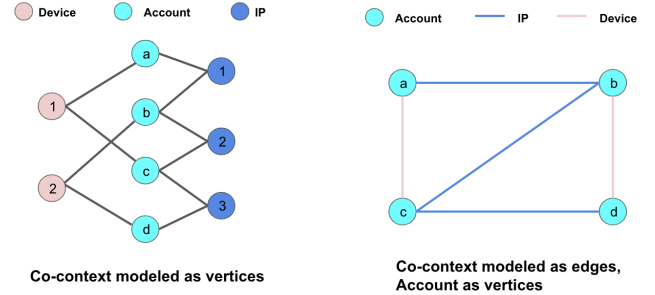 Device Account IP
Account IP Device
a
1
1
b
2
c
2
3
d
a b
c d
Co-context modeled as vertices
Co-context modeled as edges,
Account as vertices